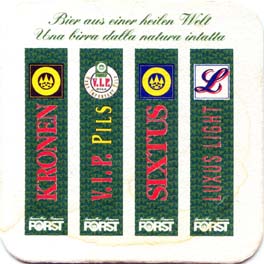 Bier aus einer heilen Welt
Una birra dalla natura intatta
V.I.P.
L
KRONEN
V.I.P. PILS
SIXTUS
LUXUS LIGHT
FORST
FORST
FORST
FORST